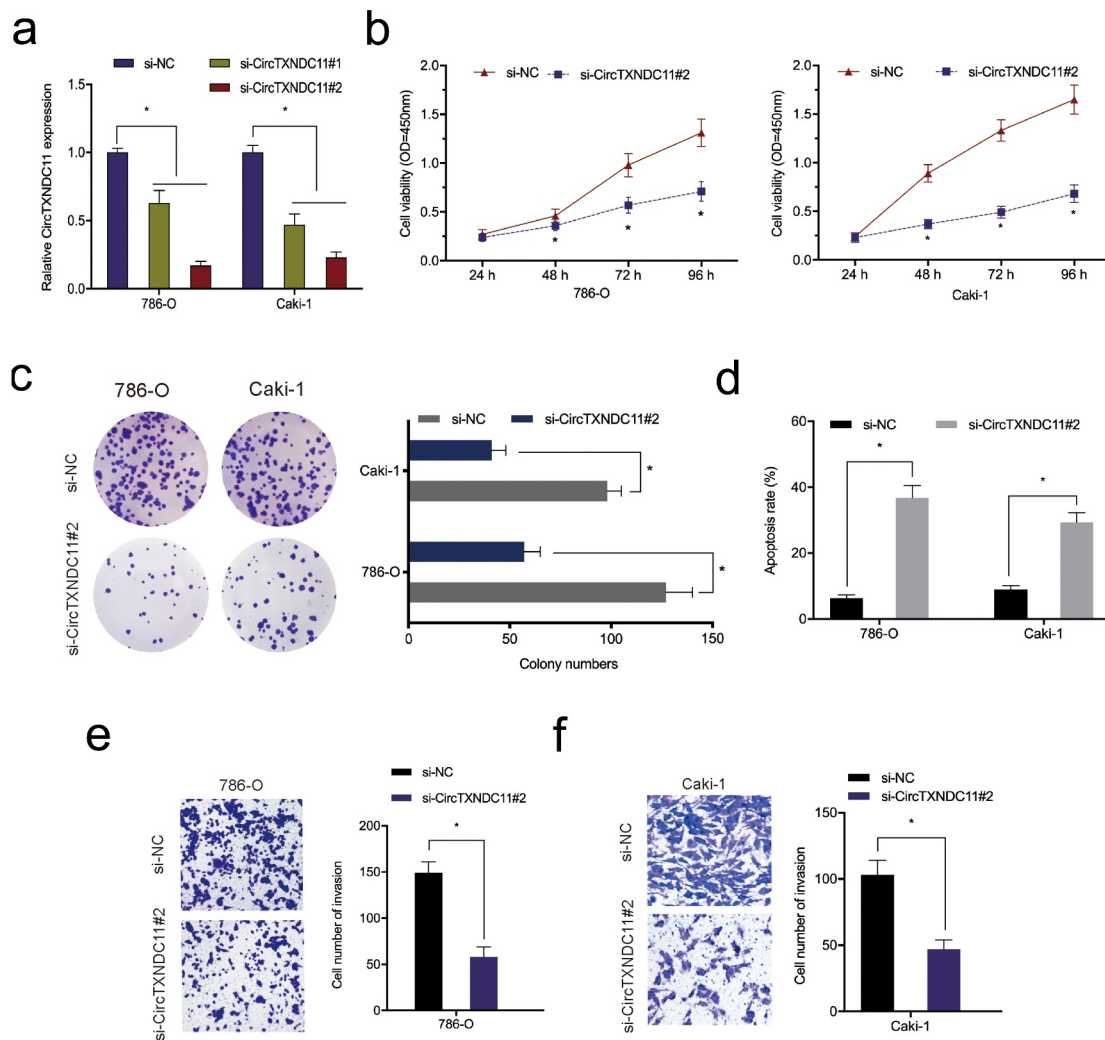 a
si-NC
si-CircTXNDC11#1
si-CircTXNDC11#2
Ralative CircTXNDC11 expression
1.5
1.0
0.5
0.0
*
*
786-O
Caki-1
b
si-NC
si-CircTXNDC11#2
Cell viability (OD=450nm)
2.0
1.5
1.0
0.5
0.0
*
*
*
24 h
48 h
72 h
96 h
786-O
si-NC
si-CircTXNDC11#2
Cell viability (OD=450nm)
2.0
1.5
1.0
0.5
0.0
*
*
*
24 h
48 h
72 h
96 h
Caki-1
c
786-O
Caki-1
si-NC
si-CircTXNDC11#2
si-NC
si-CircTXNDC11#2
Caki-1
*
786-O
*
0
50
100
150
Colony numbers
d
si-NC
si-CircTXNDC11#2
Apoptosis rate (%)
60
40
20
0
*
*
786-O
Caki-1
e
786-O
si-NC
si-CircTXNDC11#2
si-NC
si-CircTXNDC11#2
Cell number of invasion
200
150
100
50
0
*
786-O
f
Caki-1
si-NC
si-CircTXNDC11#2
si-NC
si-CircTXNDC11#2
Cell number of invasion
150
100
50
0
*
Caki-1